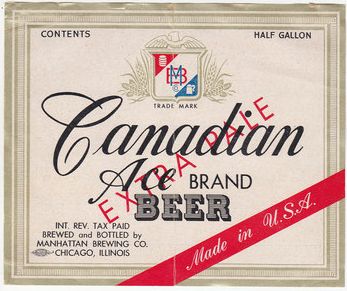 CONTENTS HALF GALLON
MHB
TRADE MARK
Canadian
EXTRA PALE
Ace BRAND
BEER
INT. REV. TAX PAID
BREWED and BOTTLED by
MANHATTAN BREWING CO.
CHICAGO, ILLINOIS
Made in U.S.A.